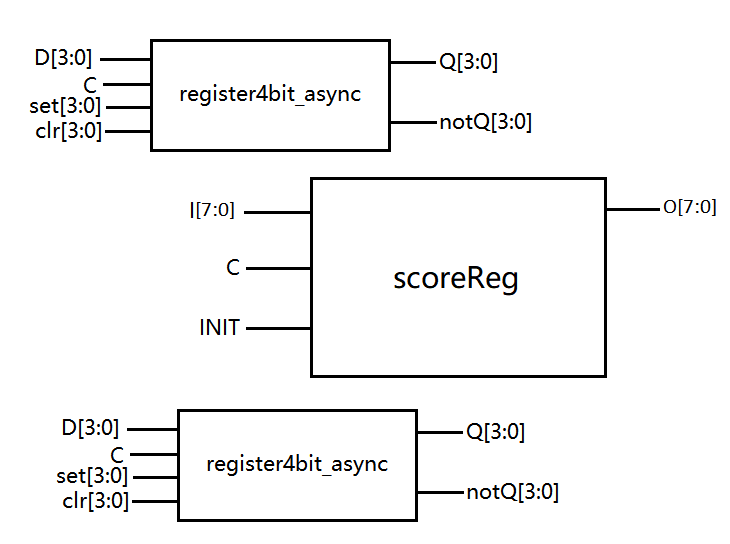 D[3:0]
C
set[3:0]
clr[3:0]
register4bit_async
Q[3:0]
notQ[3:0]
I[7:0]
C
INIT
scoreReg
O[7:0]
D[3:0]
C
set[3:0]
clr[3:0]
register4bit_async
Q[3:0]
notQ[3:0]